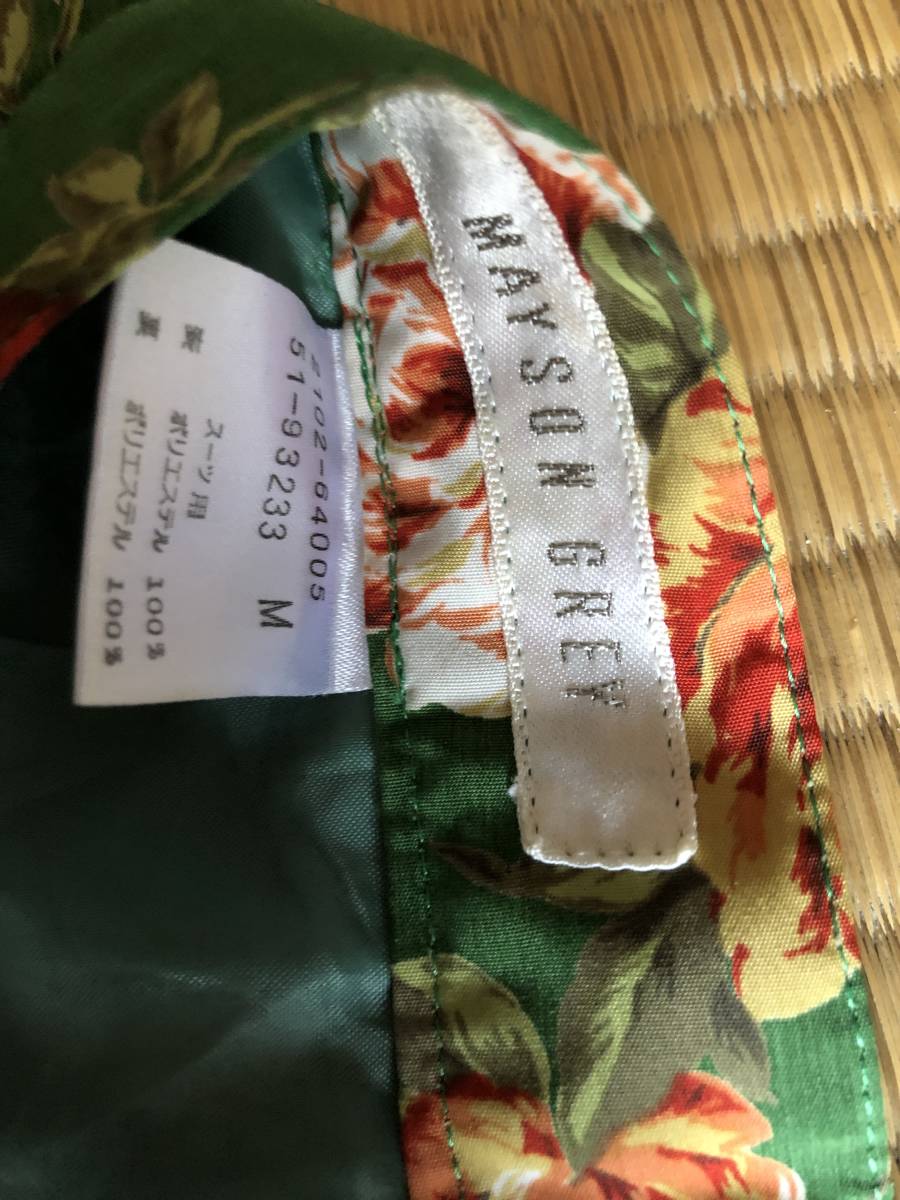 MAYSON GREY
2102-64005
51-93233 M
スーツ用
表 ポリエステル 100%
裏 ポリエステル 100%